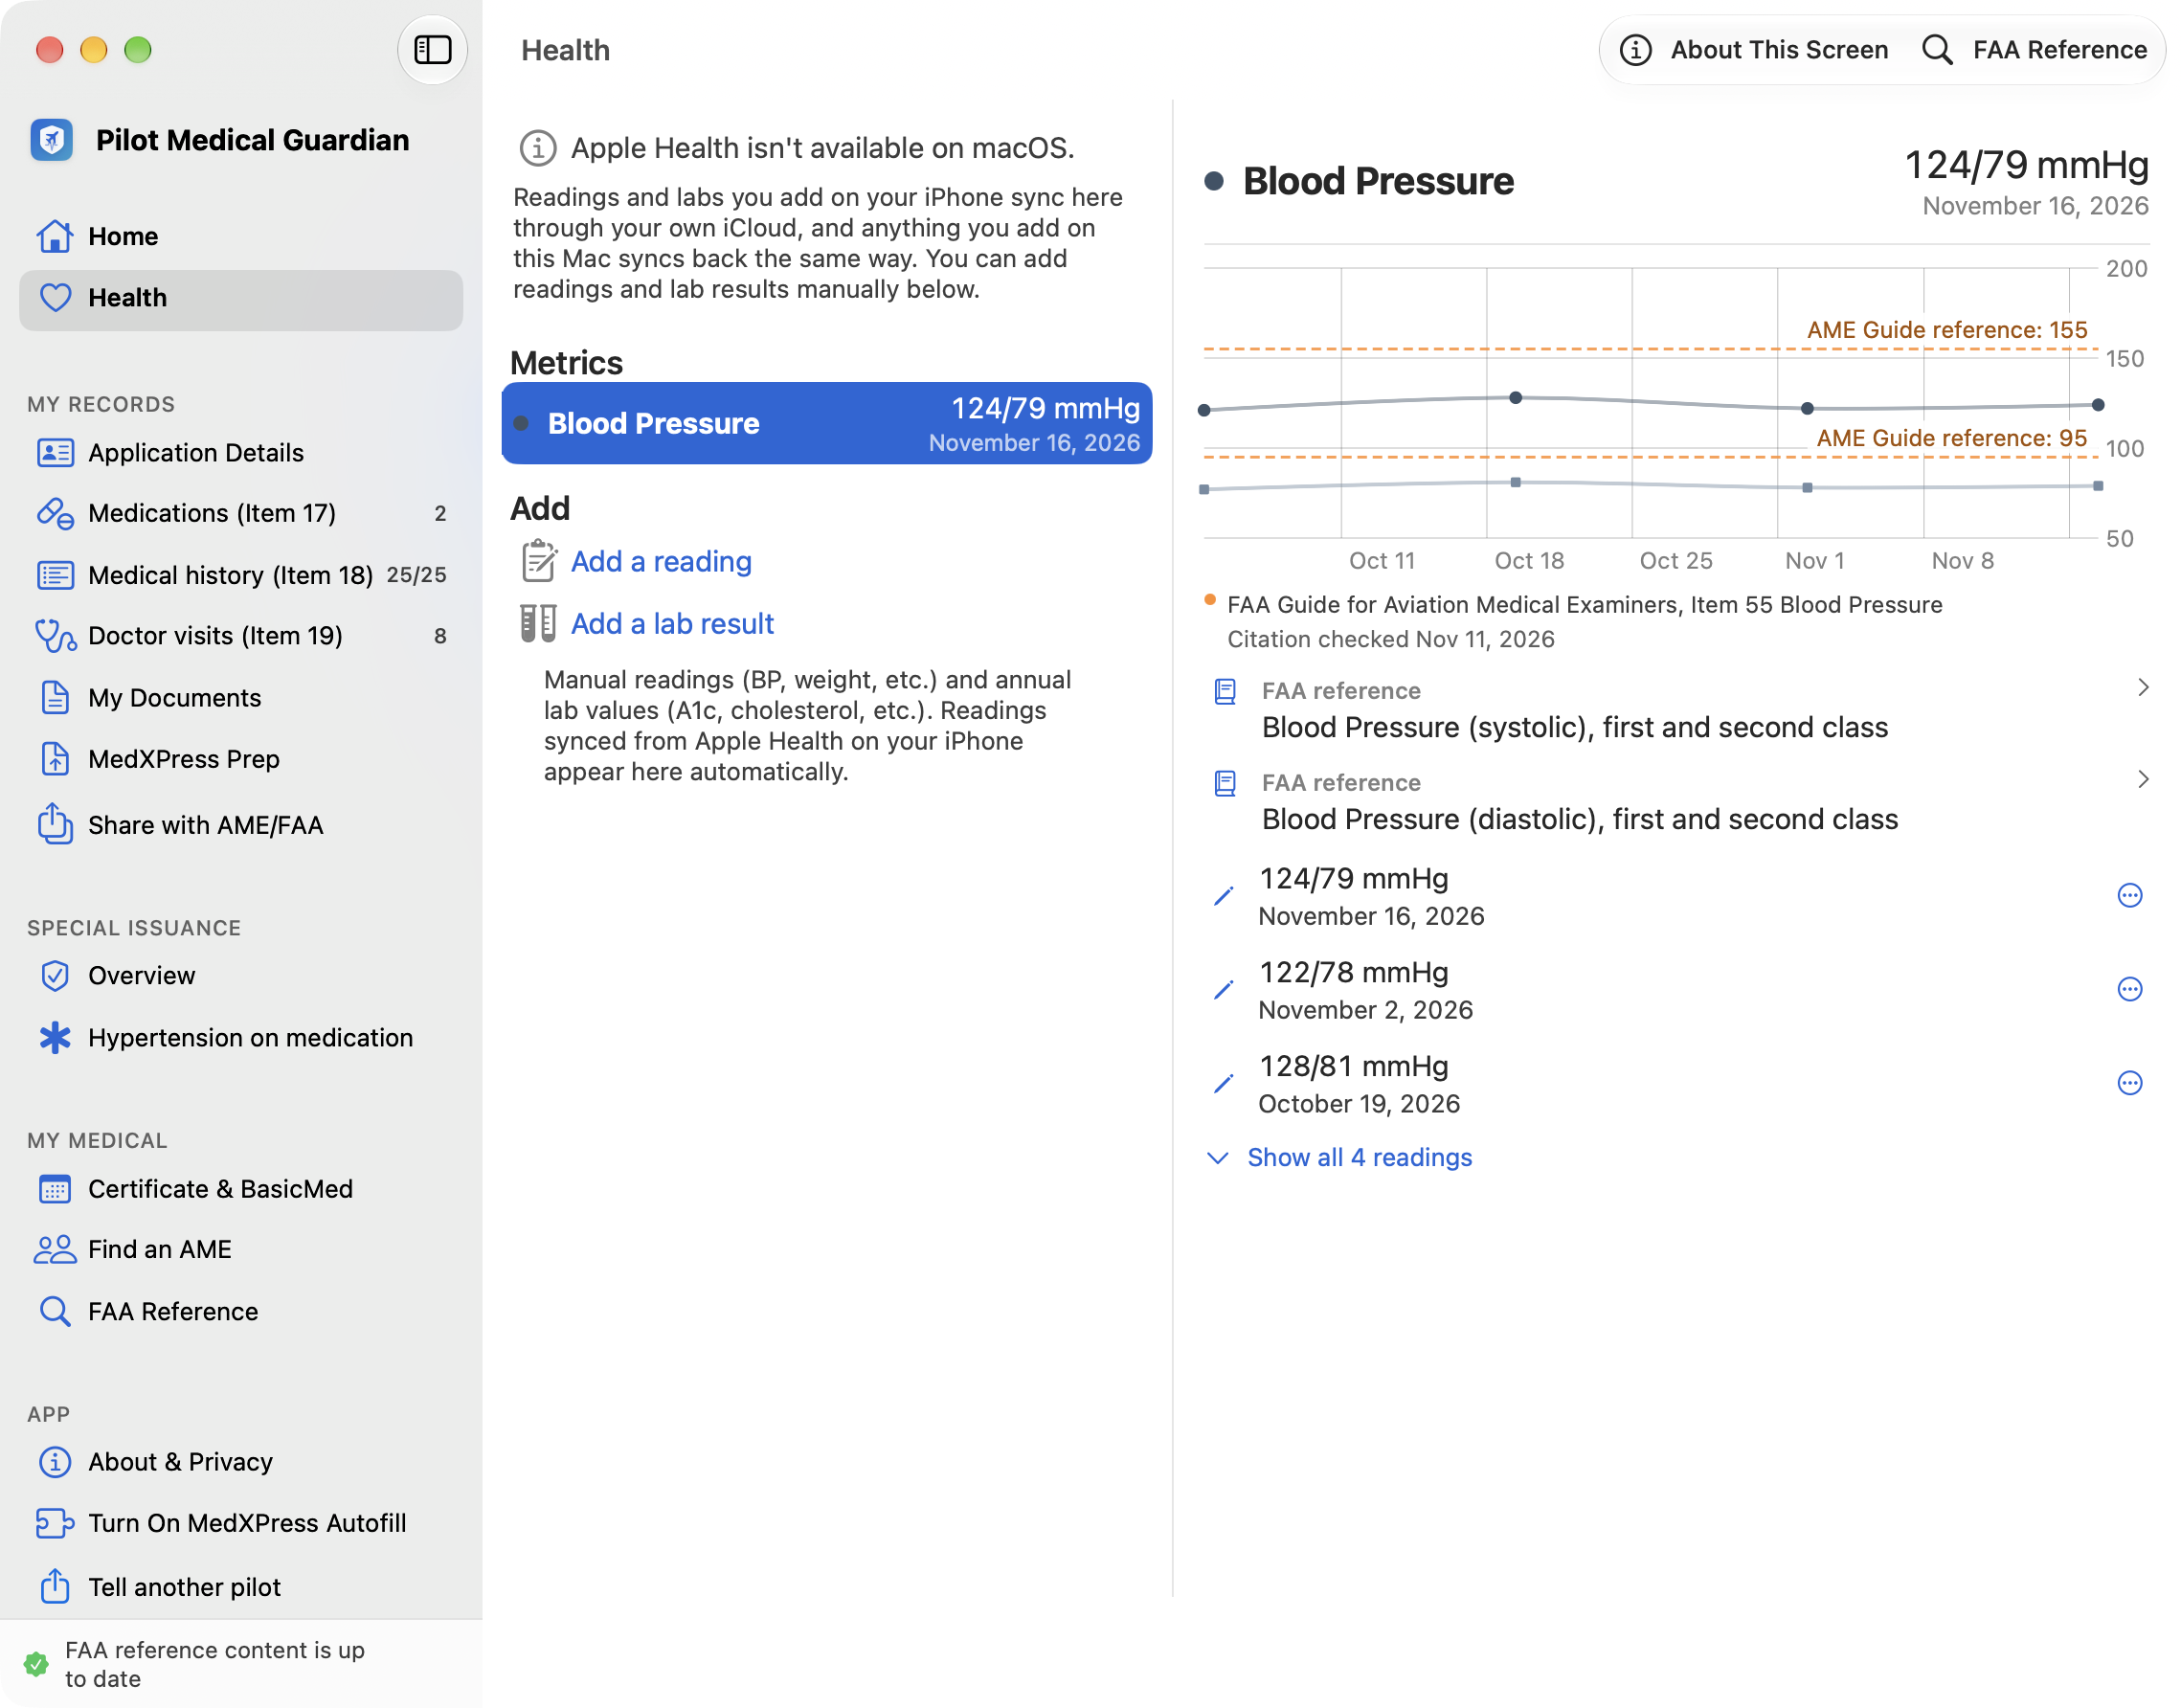 Pilot Medical Guardian
Home
Health
MY RECORDS
Application Details
Medications (Item 17) 2
Medical history (Item 18) 25/25
Doctor visits (Item 19) 8
My Documents
MedXPress Prep
Share with AME/FAA
SPECIAL ISSUANCE
Overview
Hypertension on medication
MY MEDICAL
Certificate & BasicMed
Find an AME
FAA Reference
APP
About & Privacy
Turn On MedXPress Autofill
Tell another pilot
FAA reference content is up
to date
Health
About This Screen
FAA Reference
Apple Health isn't available on macOS.
Readings and labs you add on your iPhone sync here
through your own iCloud, and anything you add on
this Mac syncs back the same way. You can add
readings and lab results manually below.
Metrics
Blood Pressure
124/79 mmHg
November 16, 2026
Add
Add a reading
Add a lab result
Manual readings (BP, weight, etc.) and annual
lab values (A1c, cholesterol, etc.). Readings
synced from Apple Health on your iPhone
appear here automatically.
Blood Pressure
124/79 mmHg
November 16, 2026
200
AME Guide reference: 155
150
AME Guide reference: 95
100
50
Oct 11 Oct 18 Oct 25 Nov 1 Nov 8
FAA Guide for Aviation Medical Examiners, Item 55 Blood Pressure
Citation checked Nov 11, 2026
FAA reference
Blood Pressure (systolic), first and second class
FAA reference
Blood Pressure (diastolic), first and second class
124/79 mmHg
November 16, 2026
122/78 mmHg
November 2, 2026
128/81 mmHg
October 19, 2026
Show all 4 readings